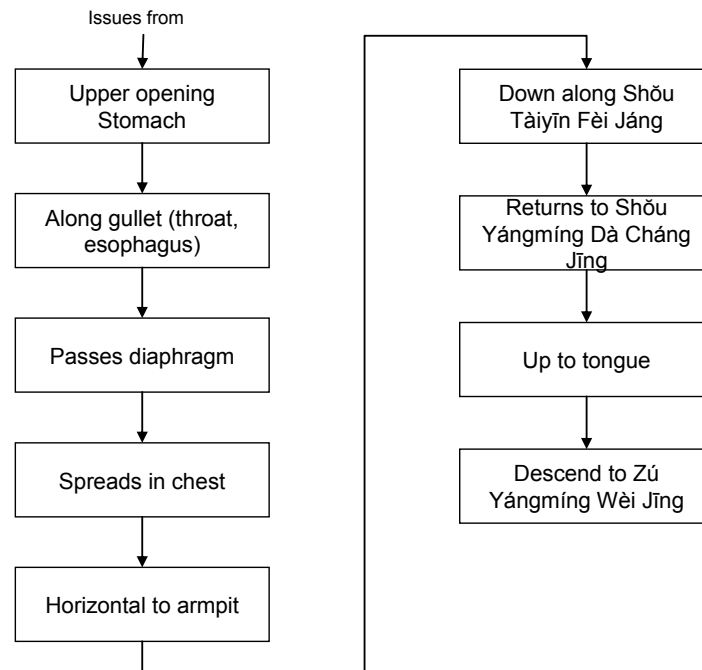 Issues from
Upper opening
Stomach
Along gullet (throat,
esophagus)
Passes diaphragm
Spreads in chest
Horizontal to armpit
Down along Shǒu
Tàiyīn Fèi Jáng
Returns to Shǒu
Yángmíng Dà Cháng
Jīng
Up to tongue
Descend to Zú
Yángmíng Wèi Jīng